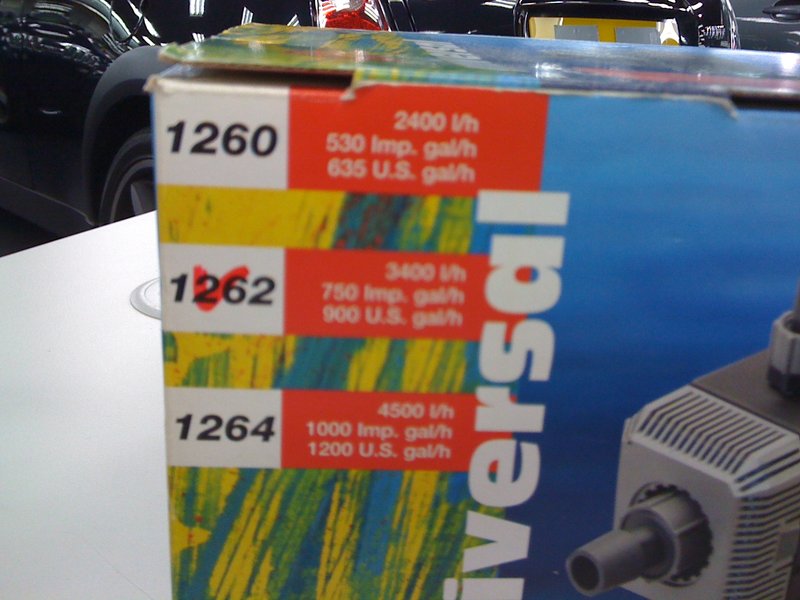 1260
2400 l/h
530 Imp. gal/h
635 U.S. gal/h
1262
3400 l/h
750 Imp. gal/h
900 U.S. gal/h
1264
4500 l/h
1000 Imp. gal/h
1200 U.S. gal/h
iversal